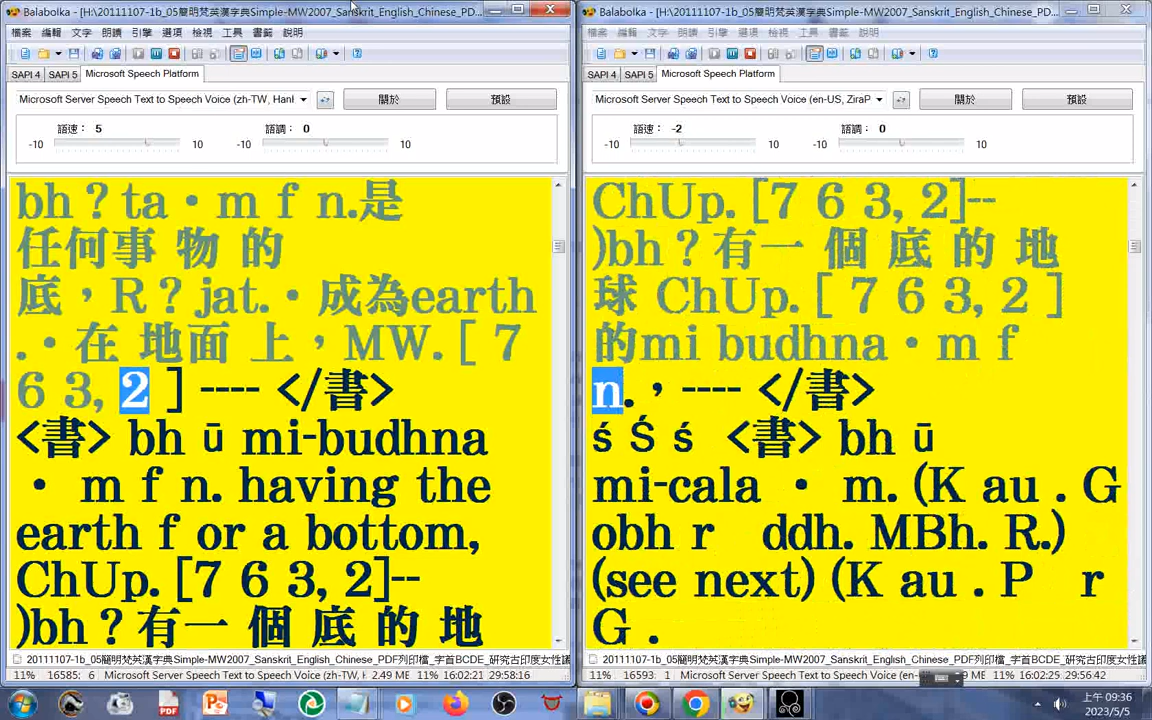 Balabolka - [H:\20111107-1b_05簡明梵英漢字典Simple-MW2007_Sanskrit_English_Chinese_PD...
檔案 編輯 文字 朗讀 引擎 選項 檢視 工具 書籤 說明
SAPI 4 SAPI 5 Microsoft Speech Platform
Microsoft Server Speech Text to Speech Voice (zh-TW, Hanl
關於 預設
語速： 5 語調： 0
-10 10 -10 10
bh？ta • m f n.是
任何事 物 的
底，R？jat. • 成為earth
. • 在 地面 上，MW. [ 7
6 3, 2 ] ---- </書>
<書> bh ū mi-budhna
• m f n. having the
earth f or a bottom,
ChUp. [7 6 3, 2]--
)bh？有一 個 底 的 地
11% 16585: 6 Microsoft Server Speech Text to Speech Voice (zh-TW, H 2.49 MB 11% 16:02:21 29:58:16
Balabolka - [H:\20111107-1b_05簡明梵英漢字典Simple-MW2007_Sanskrit_English_Chinese_PD...
檔案 編輯 文字 朗讀 引擎 選項 檢視 工具 書籤 說明
SAPI 4 SAPI 5 Microsoft Speech Platform
Microsoft Server Speech Text to Speech Voice (en-US, ZiraP
關於 預設
語速： -2 語調： 0
-10 10 -10 10
ChUp. [7 6 3, 2]--
)bh？有一 個 底 的 地
球 ChUp. [ 7 6 3, 2 ]
的mi budhna • m f
n.，---- </書>
ś Ś ś <書> bh ū
mi-cala • m. (K au . G
obh r ddh. MBh. R.)
(see next) (K au . P r
G .
11% 16593: 1 Microsoft Server Speech Text to Speech Voice 11% 16:02:25 29:56:42
上午 09:36
2023/5/5